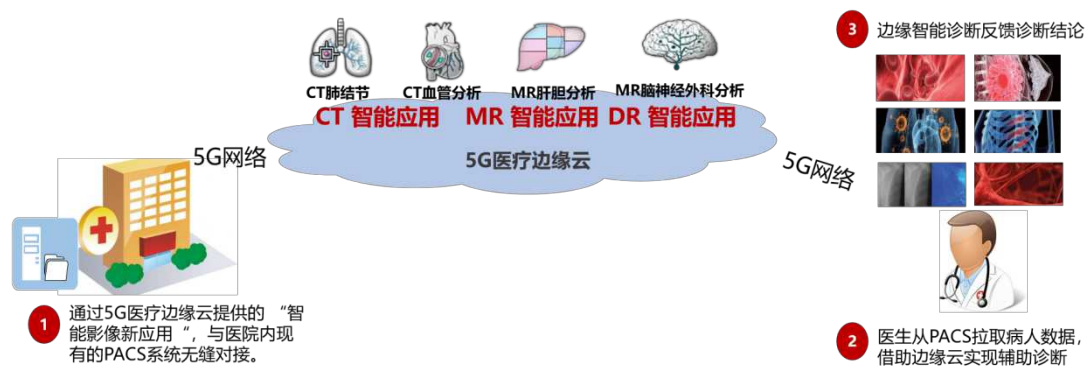 CT肺结节
CT血管分析
MR肝胆分析
MR脑神经外科分析
CT 智能应用
MR 智能应用
DR 智能应用
5G医疗边缘云
5G网络
5G网络
1
通过5G医疗边缘云提供的 “智
能影像新应用 “，与医院内现
有的PACS系统无缝对接。
3
边缘智能诊断反馈诊断结论
2
医生从PACS拉取病人数据，
借助边缘云实现辅助诊断